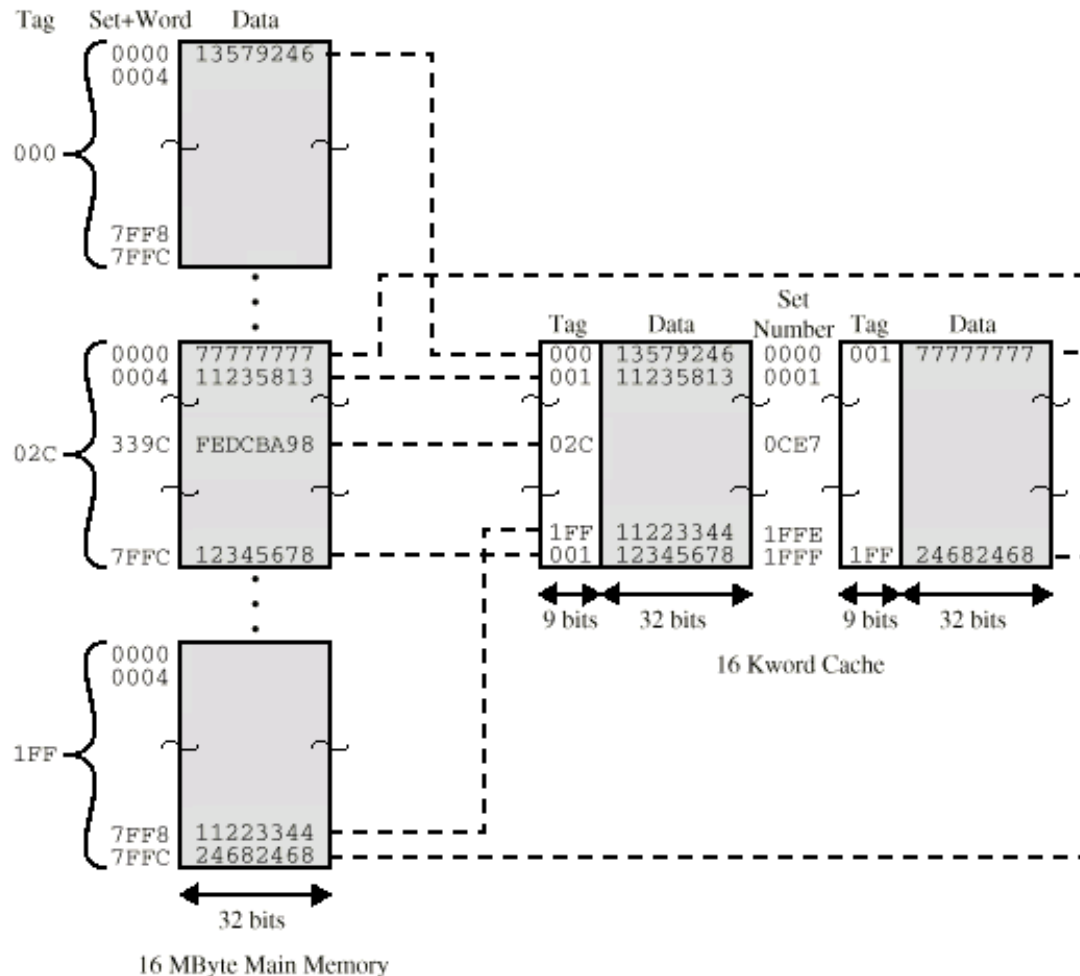 Tag Set+Word Data
0000 13579246
0004
000
7FF8
7FFC
Set
Tag Data Number Tag Data
0000 77777777 000 13579246 0000 001 77777777
0004 11235813 001 11235813 0001
02C 339C FEDCBA98 02C 0CE7
1FF 11223344 1FFE
7FFC 12345678 001 12345678 1FFF 1FF 24682468
9 bits 32 bits 9 bits 32 bits
16 Kword Cache
0000
0004
1FF
7FF8 11223344
7FFC 24682468
32 bits
16 MByte Main Memory